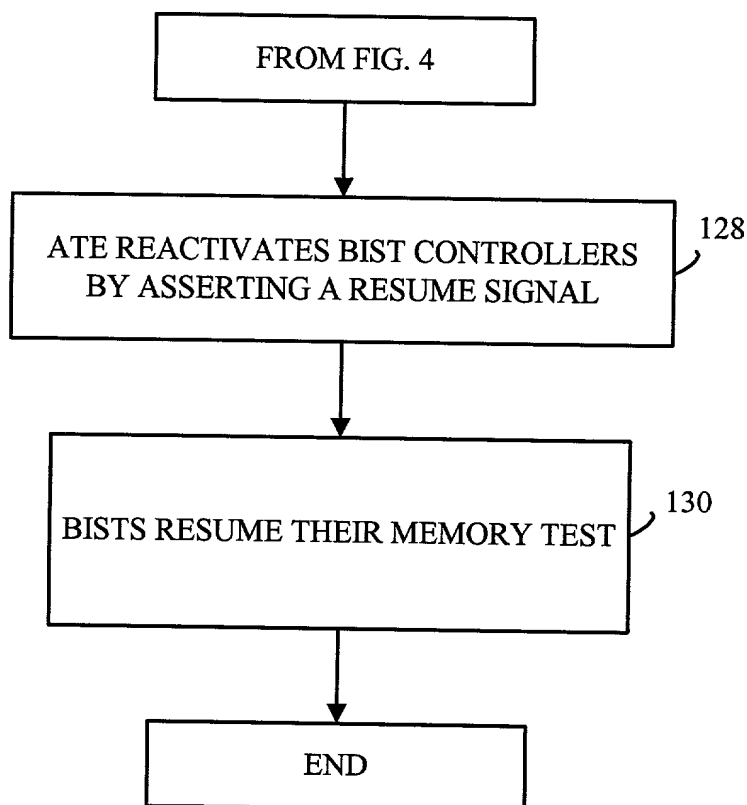 FROM FIG. 4
ATE REACTIVATES BIST CONTROLLERS
BY ASSERTING A RESUME SIGNAL
128
BISTS RESUME THEIR MEMORY TEST
130
END